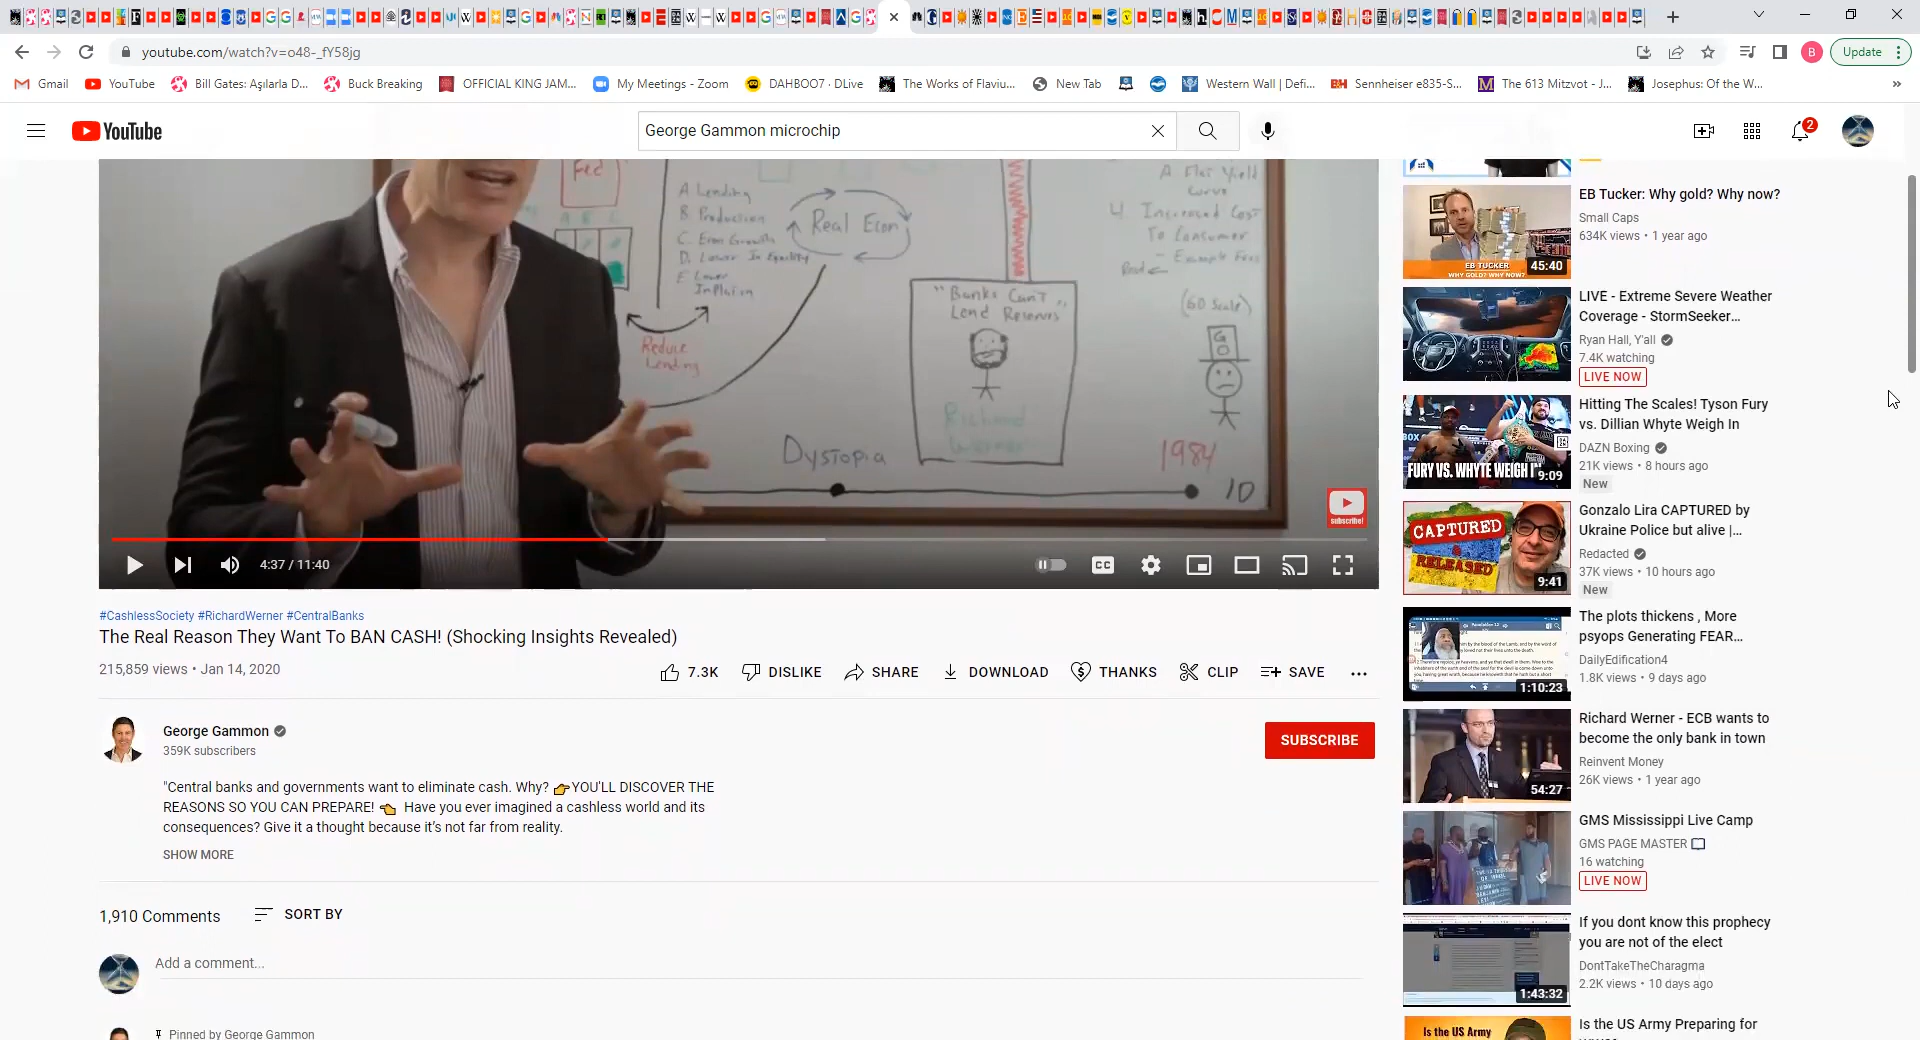 youtube.com/watch?v=o48-_fY58jg
Update
B
Gmail
YouTube
Bill Gates: Aşılarla D...
Buck Breaking
OFFICIAL KING JAM...
My Meetings - Zoom
DAHBOO7 · DLive
The Works of Flaviu...
New Tab
Western Wall | Defi...
Sennheiser e835-S...
The 613 Mitzvot - J...
Josephus: Of the W...
YouTube
George Gammon microchip
2
Fed
A. Lending
B. Production
C. Econ Growth
D. Lower In Equality
E. Lower
Inflation
Reduce
Lending
Real Econ
"Banks Can't
Lend Reserves"
Richard
Werner
A Flat Yield
Curve
4 Increased Cost
To Consumer
- Example Fees
(GD Scale)
Dystopia
1984
10
subscribe!
4:37 / 11:40
CC
#CashlessSociety #RichardWerner #CentralBanks
The Real Reason They Want To BAN CASH! (Shocking Insights Revealed)
215,859 views • Jan 14, 2020
7.3K
DISLIKE
SHARE
DOWNLOAD
THANKS
CLIP
SAVE
George Gammon
359K subscribers
SUBSCRIBE
"Central banks and governments want to eliminate cash. Why? 👉YOU'LL DISCOVER THE
REASONS SO YOU CAN PREPARE! 👈 Have you ever imagined a cashless world and its
consequences? Give it a thought because it's not far from reality.
SHOW MORE
1,910 Comments
SORT BY
Add a comment...
Pinned by George Gammon
EB TUCKER
WHY GOLD? WHY NOW?
45:40
EB Tucker: Why gold? Why now?
Small Caps
634K views • 1 year ago
LIVE - Extreme Severe Weather
Coverage - StormSeeker...
Ryan Hall, Y'all
7.4K watching
LIVE NOW
FURY VS. WHYTE WEIGH I
9:09
Hitting The Scales! Tyson Fury
vs. Dillian Whyte Weigh In
DAZN Boxing
21K views • 8 hours ago
New
CAPTURED
RELEASED
9:41
Gonzalo Lira CAPTURED by
Ukraine Police but alive |...
Redacted
37K views • 10 hours ago
New
1:10:23
The plots thickens , More
psyops Generating FEAR...
DailyEdification4
1.8K views • 9 days ago
54:27
Richard Werner - ECB wants to
become the only bank in town
Reinvent Money
26K views • 1 year ago
GMS Mississippi Live Camp
GMS PAGE MASTER
16 watching
LIVE NOW
1:43:32
If you dont know this prophecy
you are not of the elect
DontTakeTheCharagma
2.2K views • 10 days ago
Is the US Army
Is the US Army Preparing for